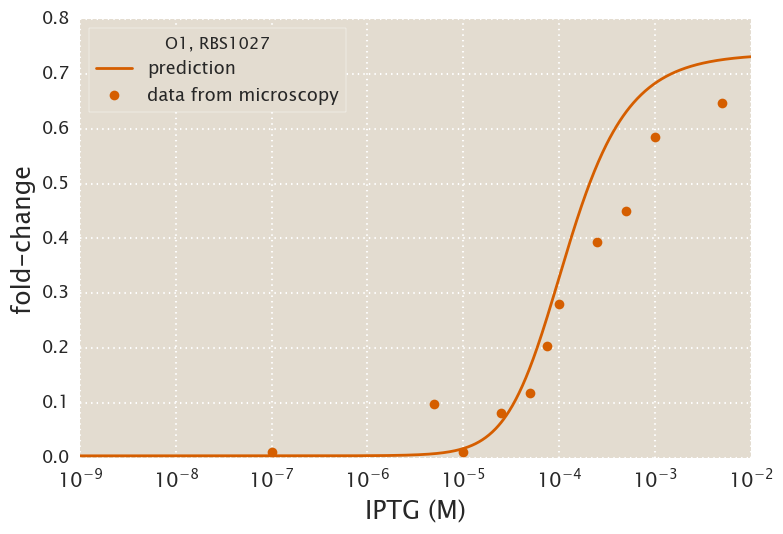 O1, RBS1027
prediction
data from microscopy
fold-change
0.8
0.7
0.6
0.5
0.4
0.3
0.2
0.1
0.0
10⁻⁹ 10⁻⁸ 10⁻⁷ 10⁻⁶ 10⁻⁵ 10⁻⁴ 10⁻³ 10⁻²
IPTG (M)